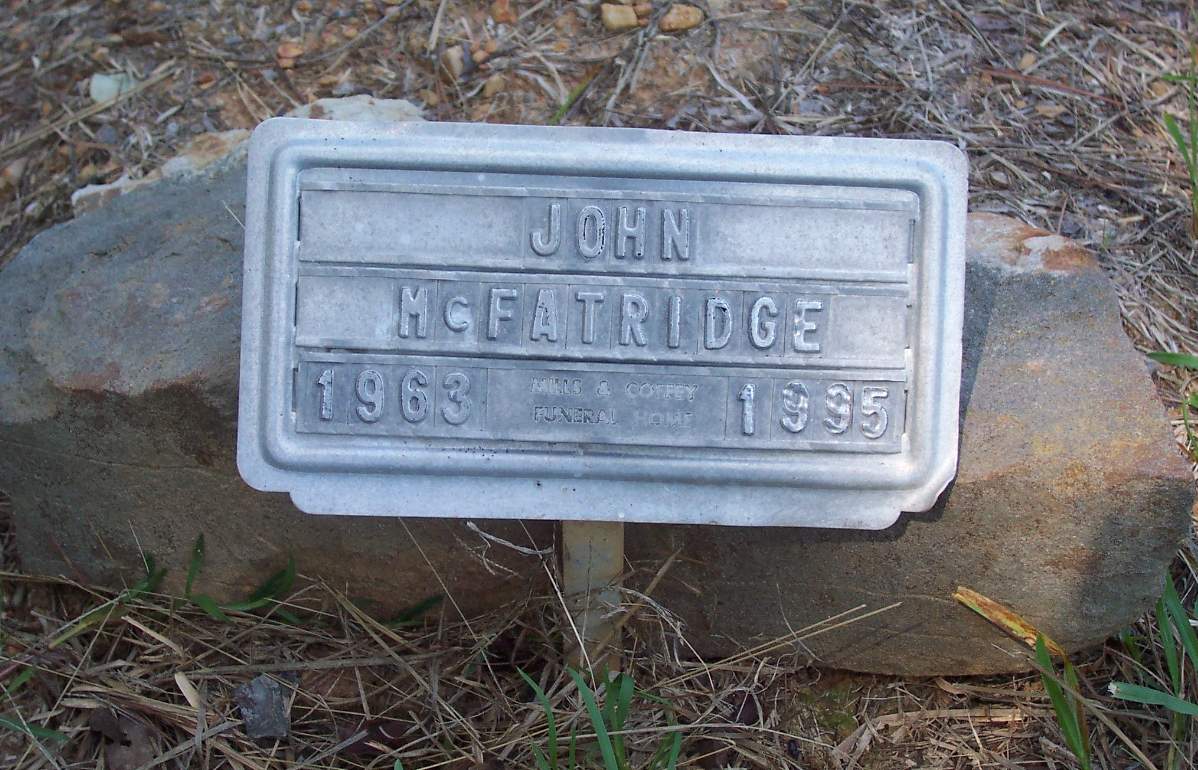 JOHN
McFATRIDGE
1963 MILLS & COFFEY 1995
FUNERAL HOME